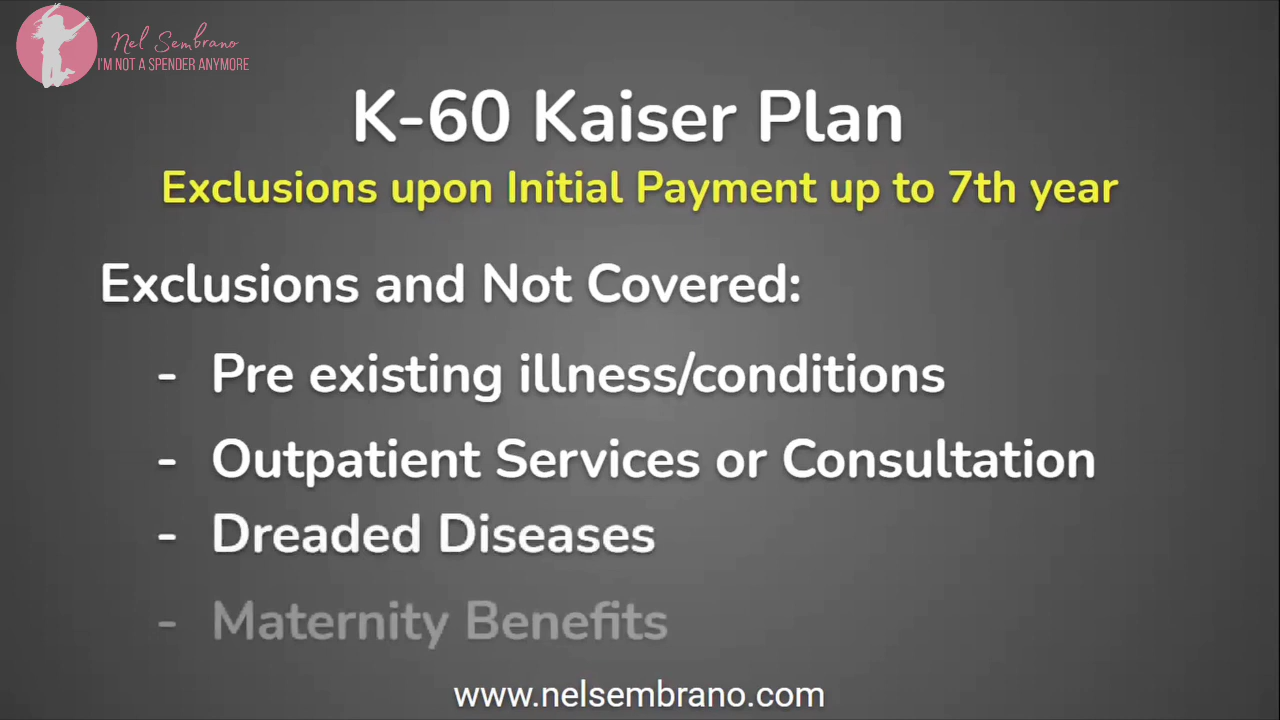 Nel Sembrano
I'M NOT A SPENDER ANYMORE
K-60 Kaiser Plan
Exclusions upon Initial Payment up to 7th year
Exclusions and Not Covered:
- Pre existing illness/conditions
- Outpatient Services or Consultation
- Dreaded Diseases
- Maternity Benefits
www.nelsembrano.com